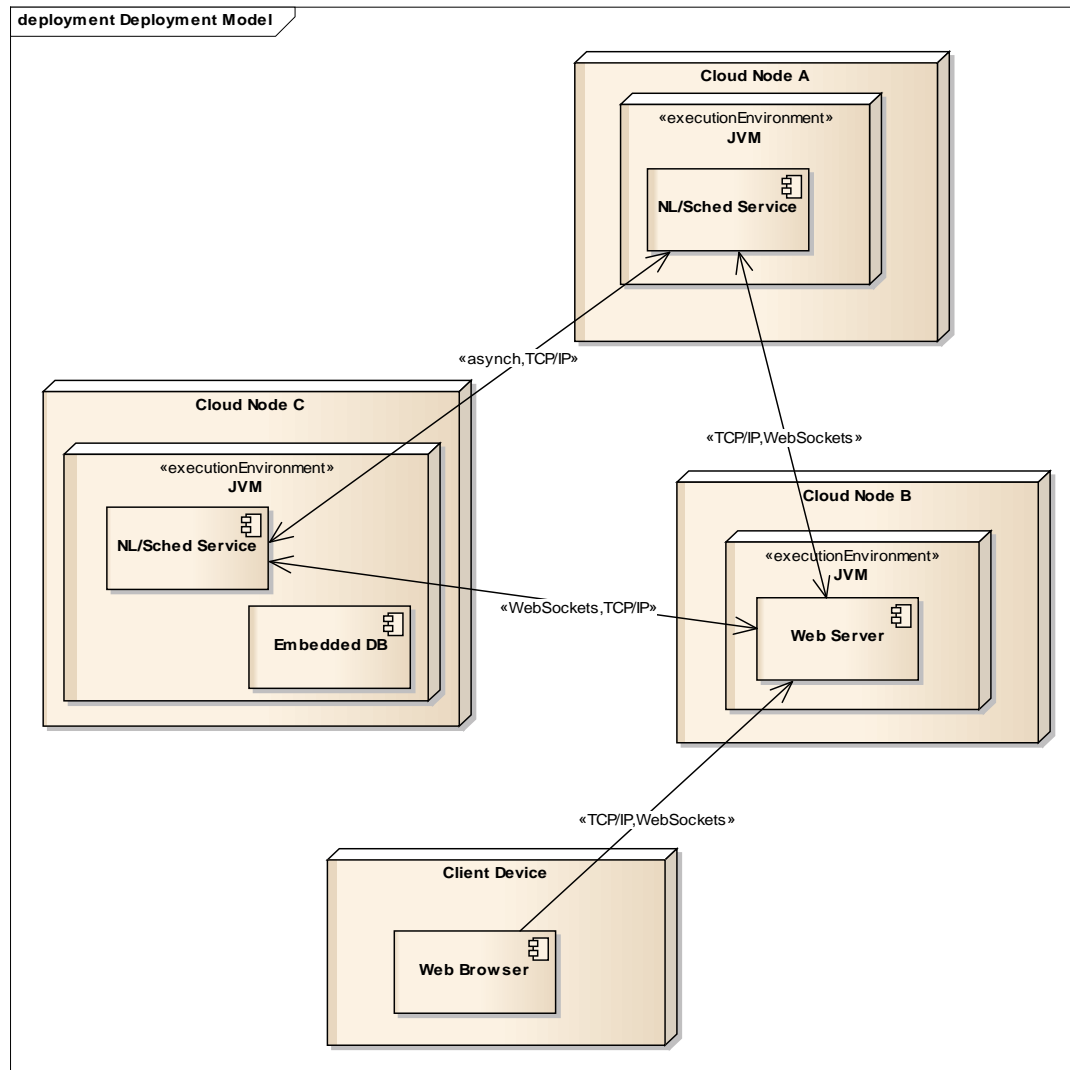 deployment Deployment Model
Cloud Node A
«executionEnvironment»
JVM
NL/Sched Service
«asynch,TCP/IP»
Cloud Node C
«executionEnvironment»
JVM
NL/Sched Service
Embedded DB
«TCP/IP,WebSockets»
Cloud Node B
«executionEnvironment»
JVM
Web Server
«WebSockets,TCP/IP»
«TCP/IP,WebSockets»
Client Device
Web Browser